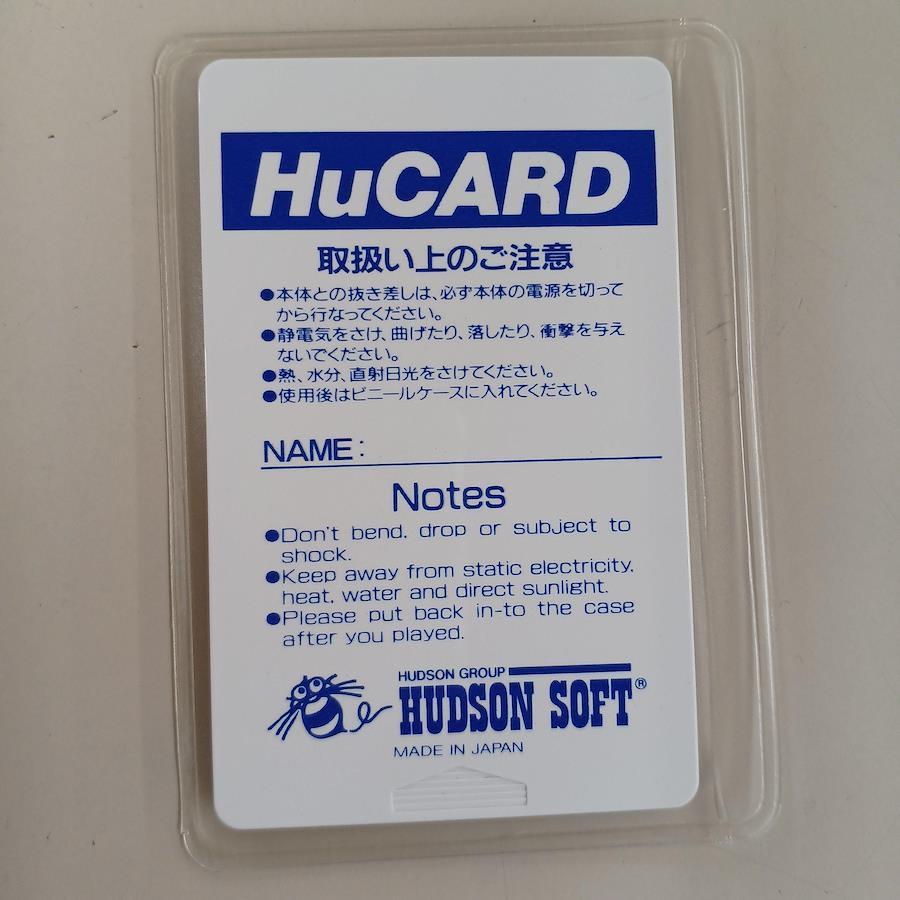 HuCARD
取扱い上のご注意
●本体との抜き差しは、必ず本体の電源を切って
から行なってください。
●静電気をさけ、曲げたり、落したり、衝撃を与え
ないでください。
●熱、水分、直射日光をさけてください。
●使用後はビニールケースに入れてください。
NAME:
Notes
●Don't bend, drop or subject to
shock.
●Keep away from static electricity,
heat, water and direct sunlight.
●Please put back in-to the case
after you played.
HUDSON GROUP
HUDSON SOFT®
MADE IN JAPAN